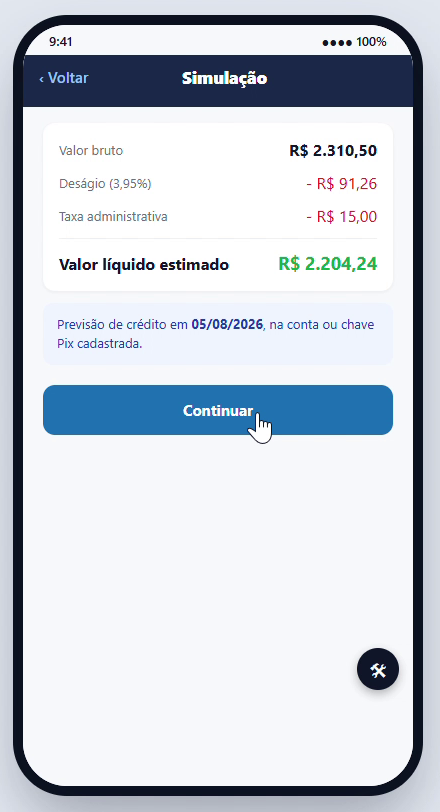 9:41 ●●●● 100%
‹ Voltar Simulação
Valor bruto R$ 2.310,50
Deságio (3,95%) - R$ 91,26
Taxa administrativa - R$ 15,00
Valor líquido estimado R$ 2.204,24
Previsão de crédito em 05/08/2026, na conta ou chave
Pix cadastrada.
Continuar